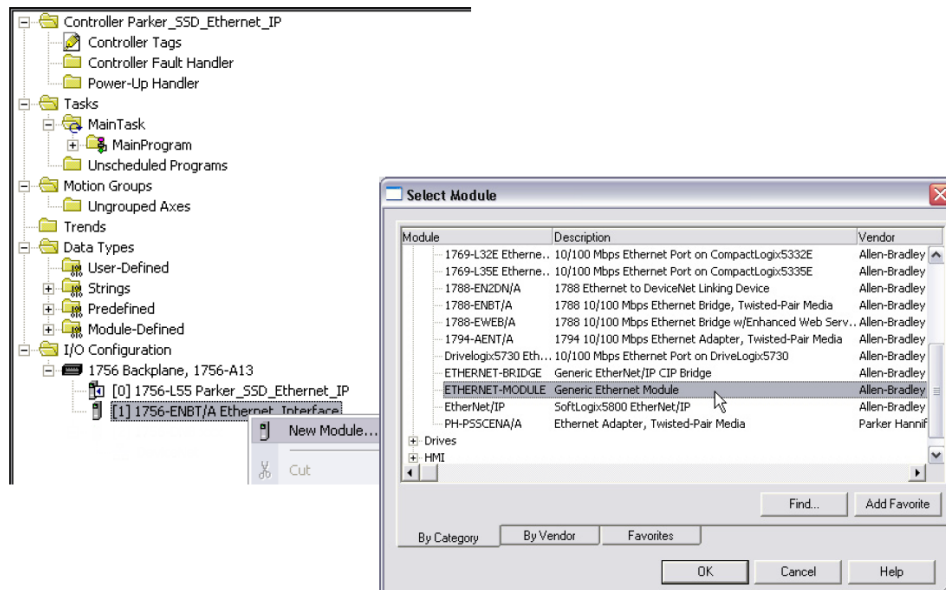 Controller Parker_SSD_Ethernet_IP
Controller Tags
Controller Fault Handler
Power-Up Handler
Tasks
MainTask
MainProgram
Unscheduled Programs
Motion Groups
Ungrouped Axes
Trends
Data Types
User-Defined
Strings
Predefined
Module-Defined
I/O Configuration
1756 Backplane, 1756-A13
[0] 1756-L55 Parker_SSD_Ethernet_IP
[1] 1756-ENBT/A Ethernet_Interface
New Module...
Cut
Select Module
Module Description Vendor
1769-L32E Etherne.. 10/100 Mbps Ethernet Port on CompactLogix5332E Allen-Bradley
1769-L35E Etherne.. 10/100 Mbps Ethernet Port on CompactLogix5335E Allen-Bradley
1788-EN2DN/A 1788 Ethernet to DeviceNet Linking Device Allen-Bradley
1788-ENBT/A 1788 10/100 Mbps Ethernet Bridge, Twisted-Pair Media Allen-Bradley
1788-EWEB/A 1788 10/100 Mbps Ethernet Bridge w/Enhanced Web Serv.. Allen-Bradley
1794-AENT/A 1794 10/100 Mbps Ethernet Adapter, Twisted-Pair Media Allen-Bradley
Drivelogix5730 Eth... 10/100 Mbps Ethernet Port on DriveLogix5730 Allen-Bradley
ETHERNET-BRIDGE Generic EtherNet/IP CIP Bridge Allen-Bradley
ETHERNET-MODULE Generic Ethernet Module Allen-Bradley
EtherNet/IP SoftLogix5800 EtherNet/IP Allen-Bradley
PH-PSSCENA/A Ethernet Adapter, Twisted-Pair Media Parker Hannif
Drives
HMI
Find... Add Favorite
By Category By Vendor Favorites
OK Cancel Help